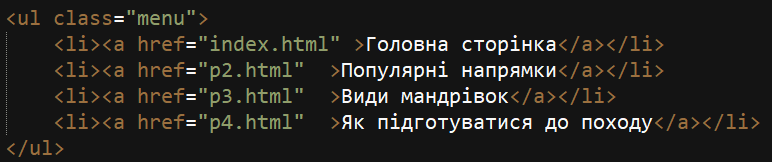 <ul class="menu">
    <li><a href="index.html" >Головна сторінка</a></li>
    <li><a href="p2.html"  >Популярні напрямки</a></li>
    <li><a href="p3.html"  >Види мандрівок</a></li>
    <li><a href="p4.html"  >Як підготуватися до походу</a></li>
</ul>